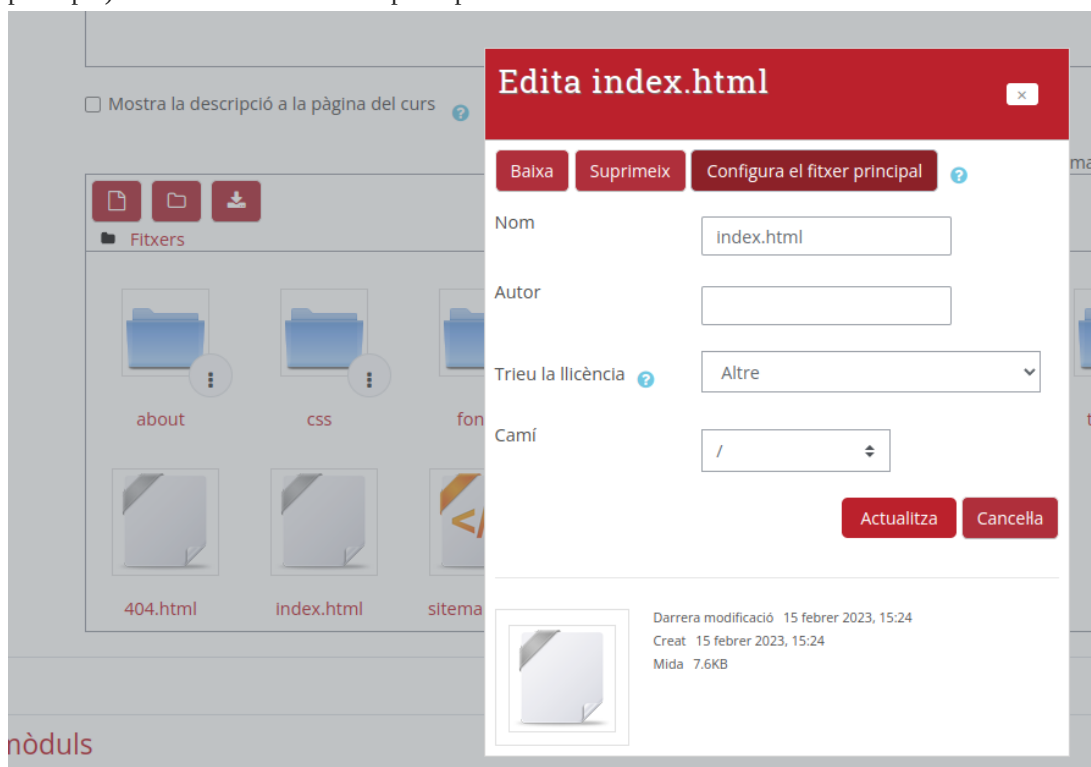 Edita index.html
×
Mostra la descripció a la pàgina del curs
Baixa Suprimeix Configura el fitxer principal
Fitxers
Nom index.html
Autor
Trieu la llicència Altre
Camí /
about css fon
Actualitza Cancel·la
404.html index.html sitema
Darrera modificació 15 febrer 2023, 15:24
Creat 15 febrer 2023, 15:24
Mida 7.6KB
mòduls